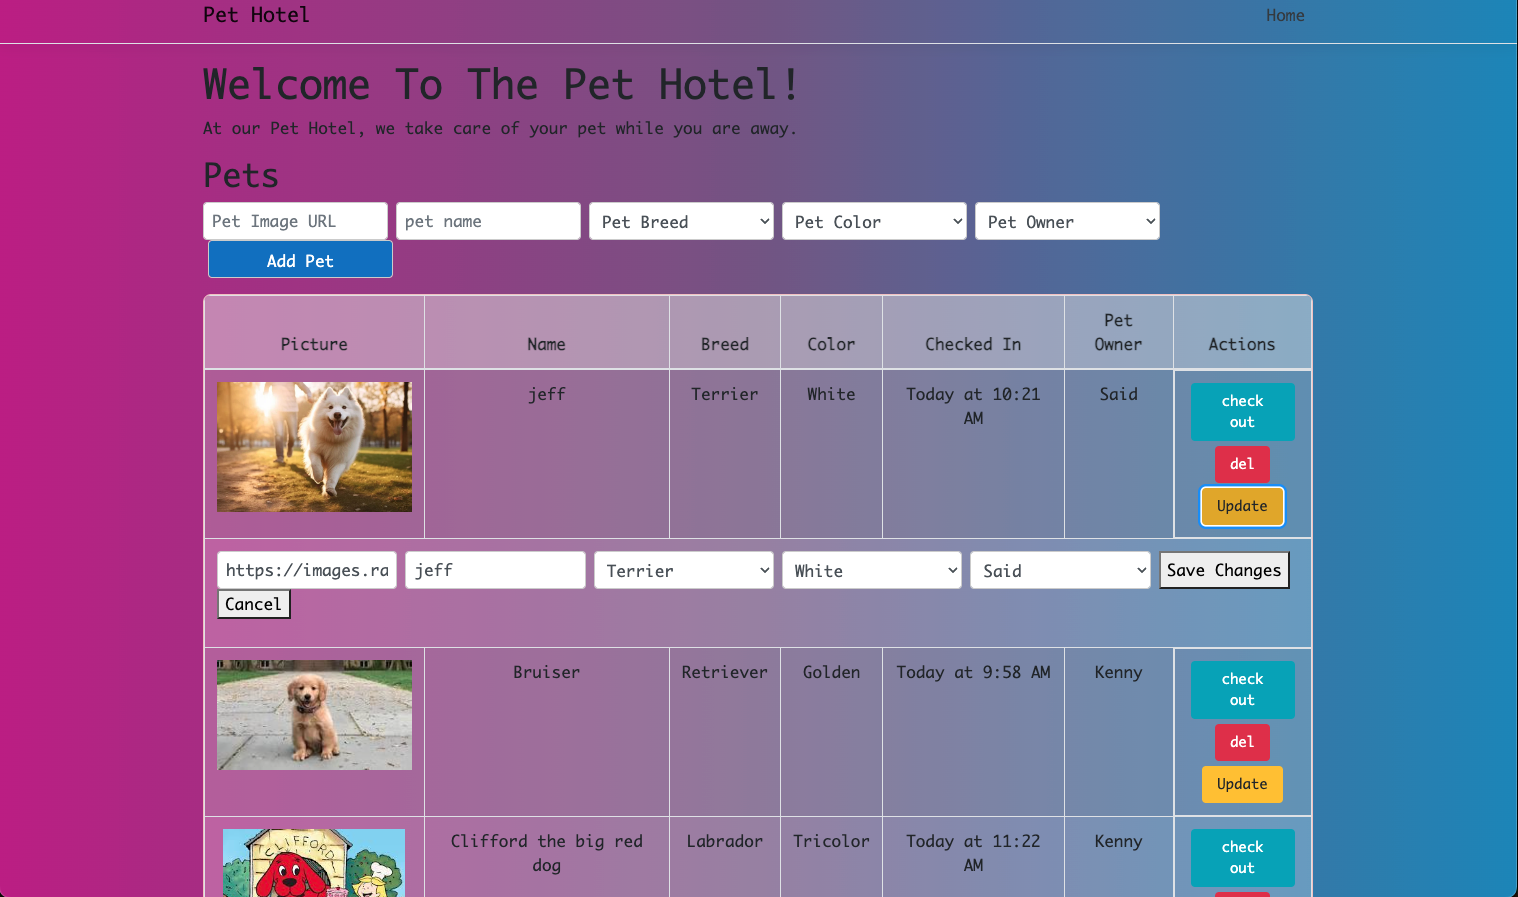 Pet Hotel
Home
Welcome To The Pet Hotel!
At our Pet Hotel, we take care of your pet while you are away.
Pets
Pet Image URL
pet name
Pet Breed
Pet Color
Pet Owner
Add Pet
Picture
Name
Breed
Color
Checked In
Pet
Owner
Actions
jeff
Terrier
White
Today at 10:21
AM
Said
check
out
del
Update
https://images.ra
jeff
Terrier
White
Said
Save Changes
Cancel
Bruiser
Retriever
Golden
Today at 9:58 AM
Kenny
check
out
del
Update
CLIFFORD
Clifford the big red
dog
Labrador
Tricolor
Today at 11:22
AM
Kenny
check
out